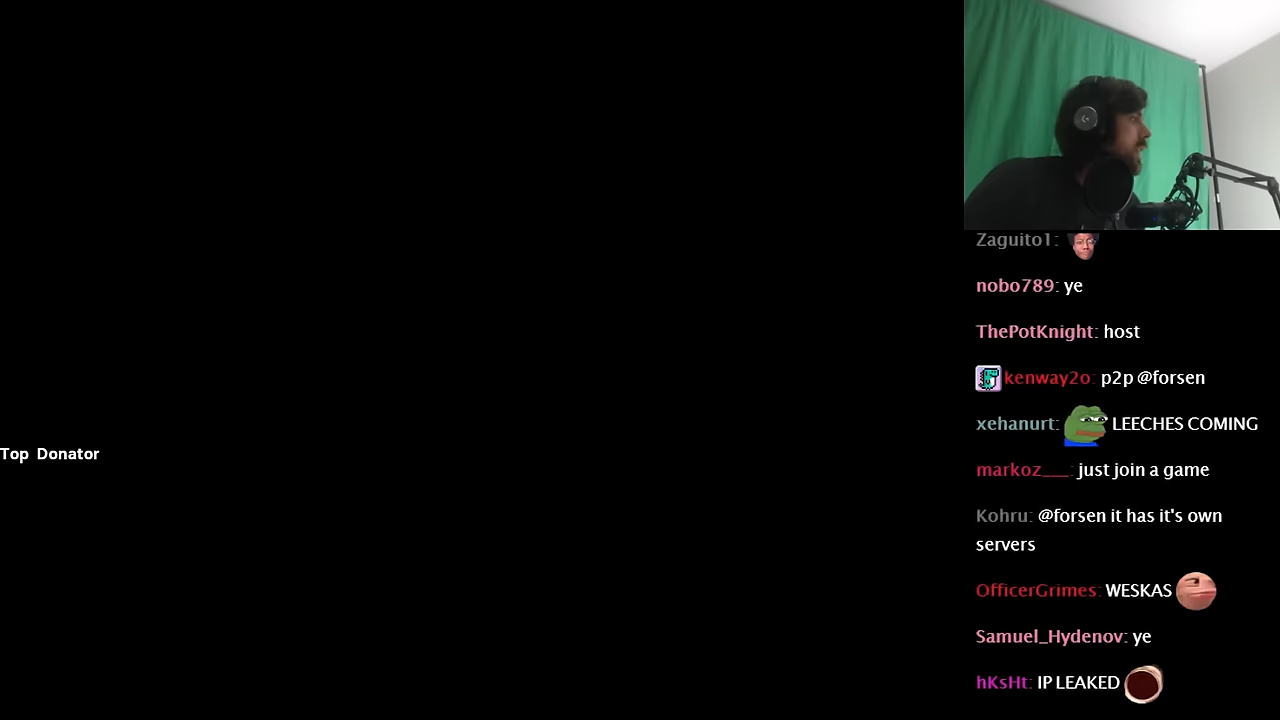 Zaguito1:
nobo789: ye
ThePotKnight: host
kenway2o: p2p @forsen
xehanurt: LEECHES COMING
markoz___: just join a game
Kohru: @forsen it has it's own
servers
Top Donator
OfficerGrimes: WESKAS
Samuel_Hydenov: ye
hKsHt: IP LEAKED